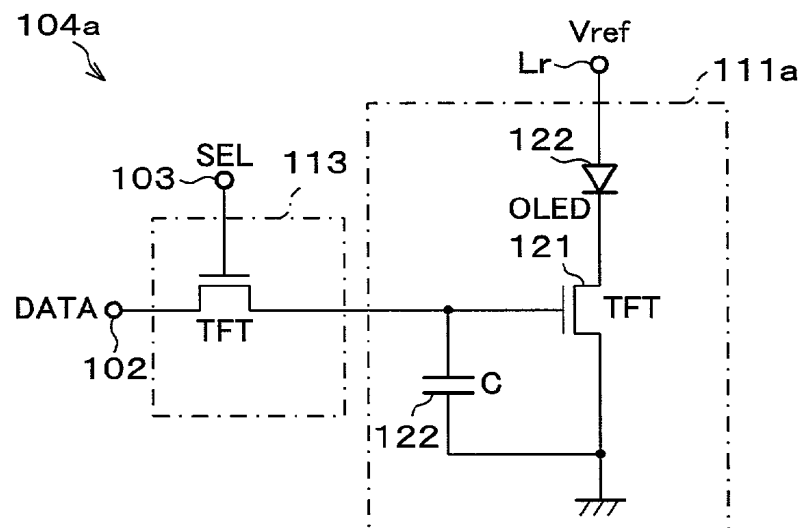 104a
Vref
Lr
111a
SEL
113
103
122
OLED
121
DATA
TFT
TFT
102
C
122